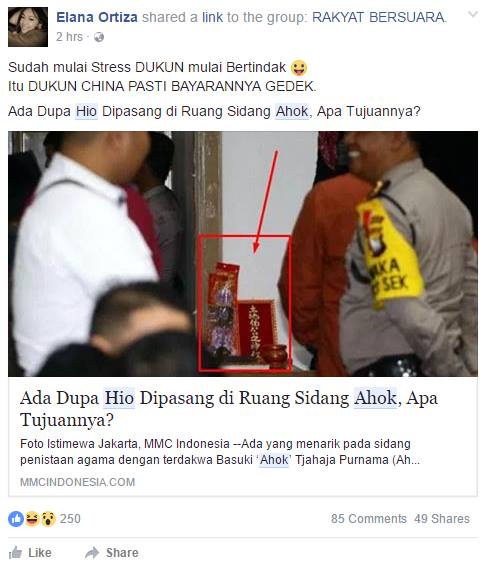 Elana Ortiza shared a link to the group: RAKYAT BERSUARA.
2 hrs ·
Sudah mulai Stress DUKUN mulai Bertindak 😛
Itu DUKUN CHINA PASTI BAYARANNYA GEDEK.
Ada Dupa Hio Dipasang di Ruang Sidang Ahok, Apa Tujuannya?
WAKA
SEK
Ada Dupa Hio Dipasang di Ruang Sidang Ahok, Apa
Tujuannya?
Foto Istimewa Jakarta, MMC Indonesia --Ada yang menarik pada sidang
penistaan agama dengan terdakwa Basuki ‘Ahok’ Tjahaja Purnama (Ah...
MMCINDONESIA.COM
250
85 Comments 49 Shares
Like Share